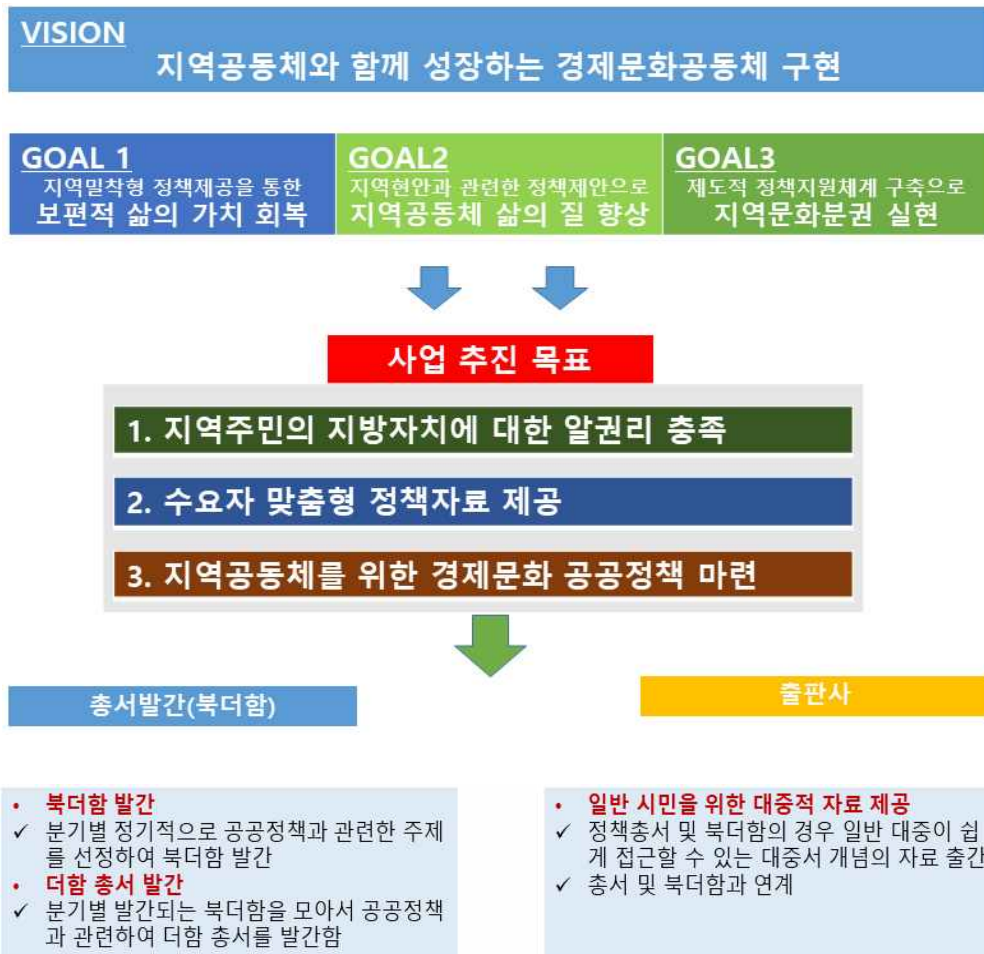 VISION
지역공동체와 함께 성장하는 경제문화공동체 구현
GOAL 1
지역밀착형 정책제공을 통한
보편적 삶의 가치 회복
GOAL2
지역현안과 관련한 정책제안으로
지역공동체 삶의 질 향상
GOAL3
제도적 정책지원체계 구축으로
지역문화분권 실현
사업 추진 목표
1. 지역주민의 지방자치에 대한 알권리 충족
2. 수요자 맞춤형 정책자료 제공
3. 지역공동체를 위한 경제문화 공공정책 마련
총서발간(북더함)
• 북더함 발간
✓ 분기별 정기적으로 공공정책과 관련한 주제
를 선정하여 북더함 발간
• 더함 총서 발간
✓ 분기별 발간되는 북더함을 모아서 공공정책
과 관련하여 더함 총서를 발간함
출판사
• 일반 시민을 위한 대중적 자료 제공
✓ 정책총서 및 북더함의 경우 일반 대중이 쉽
게 접근할 수 있는 대중서 개념의 자료 출간
✓ 총서 및 북더함과 연계